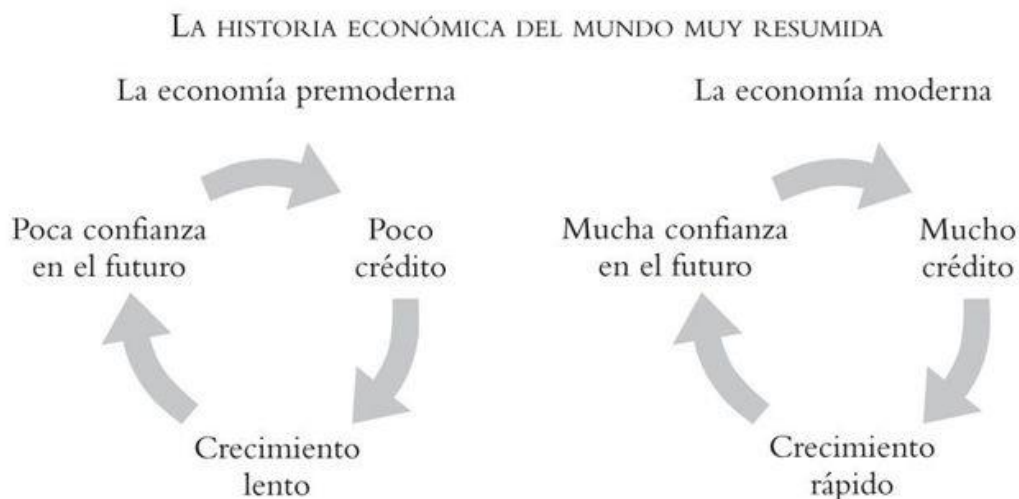 LA HISTORIA ECONÓMICA DEL MUNDO MUY RESUMIDA
La economía premoderna
Poca confianza
en el futuro
Poco
crédito
Crecimiento
lento
La economía moderna
Mucha confianza
en el futuro
Mucho
crédito
Crecimiento
rápido